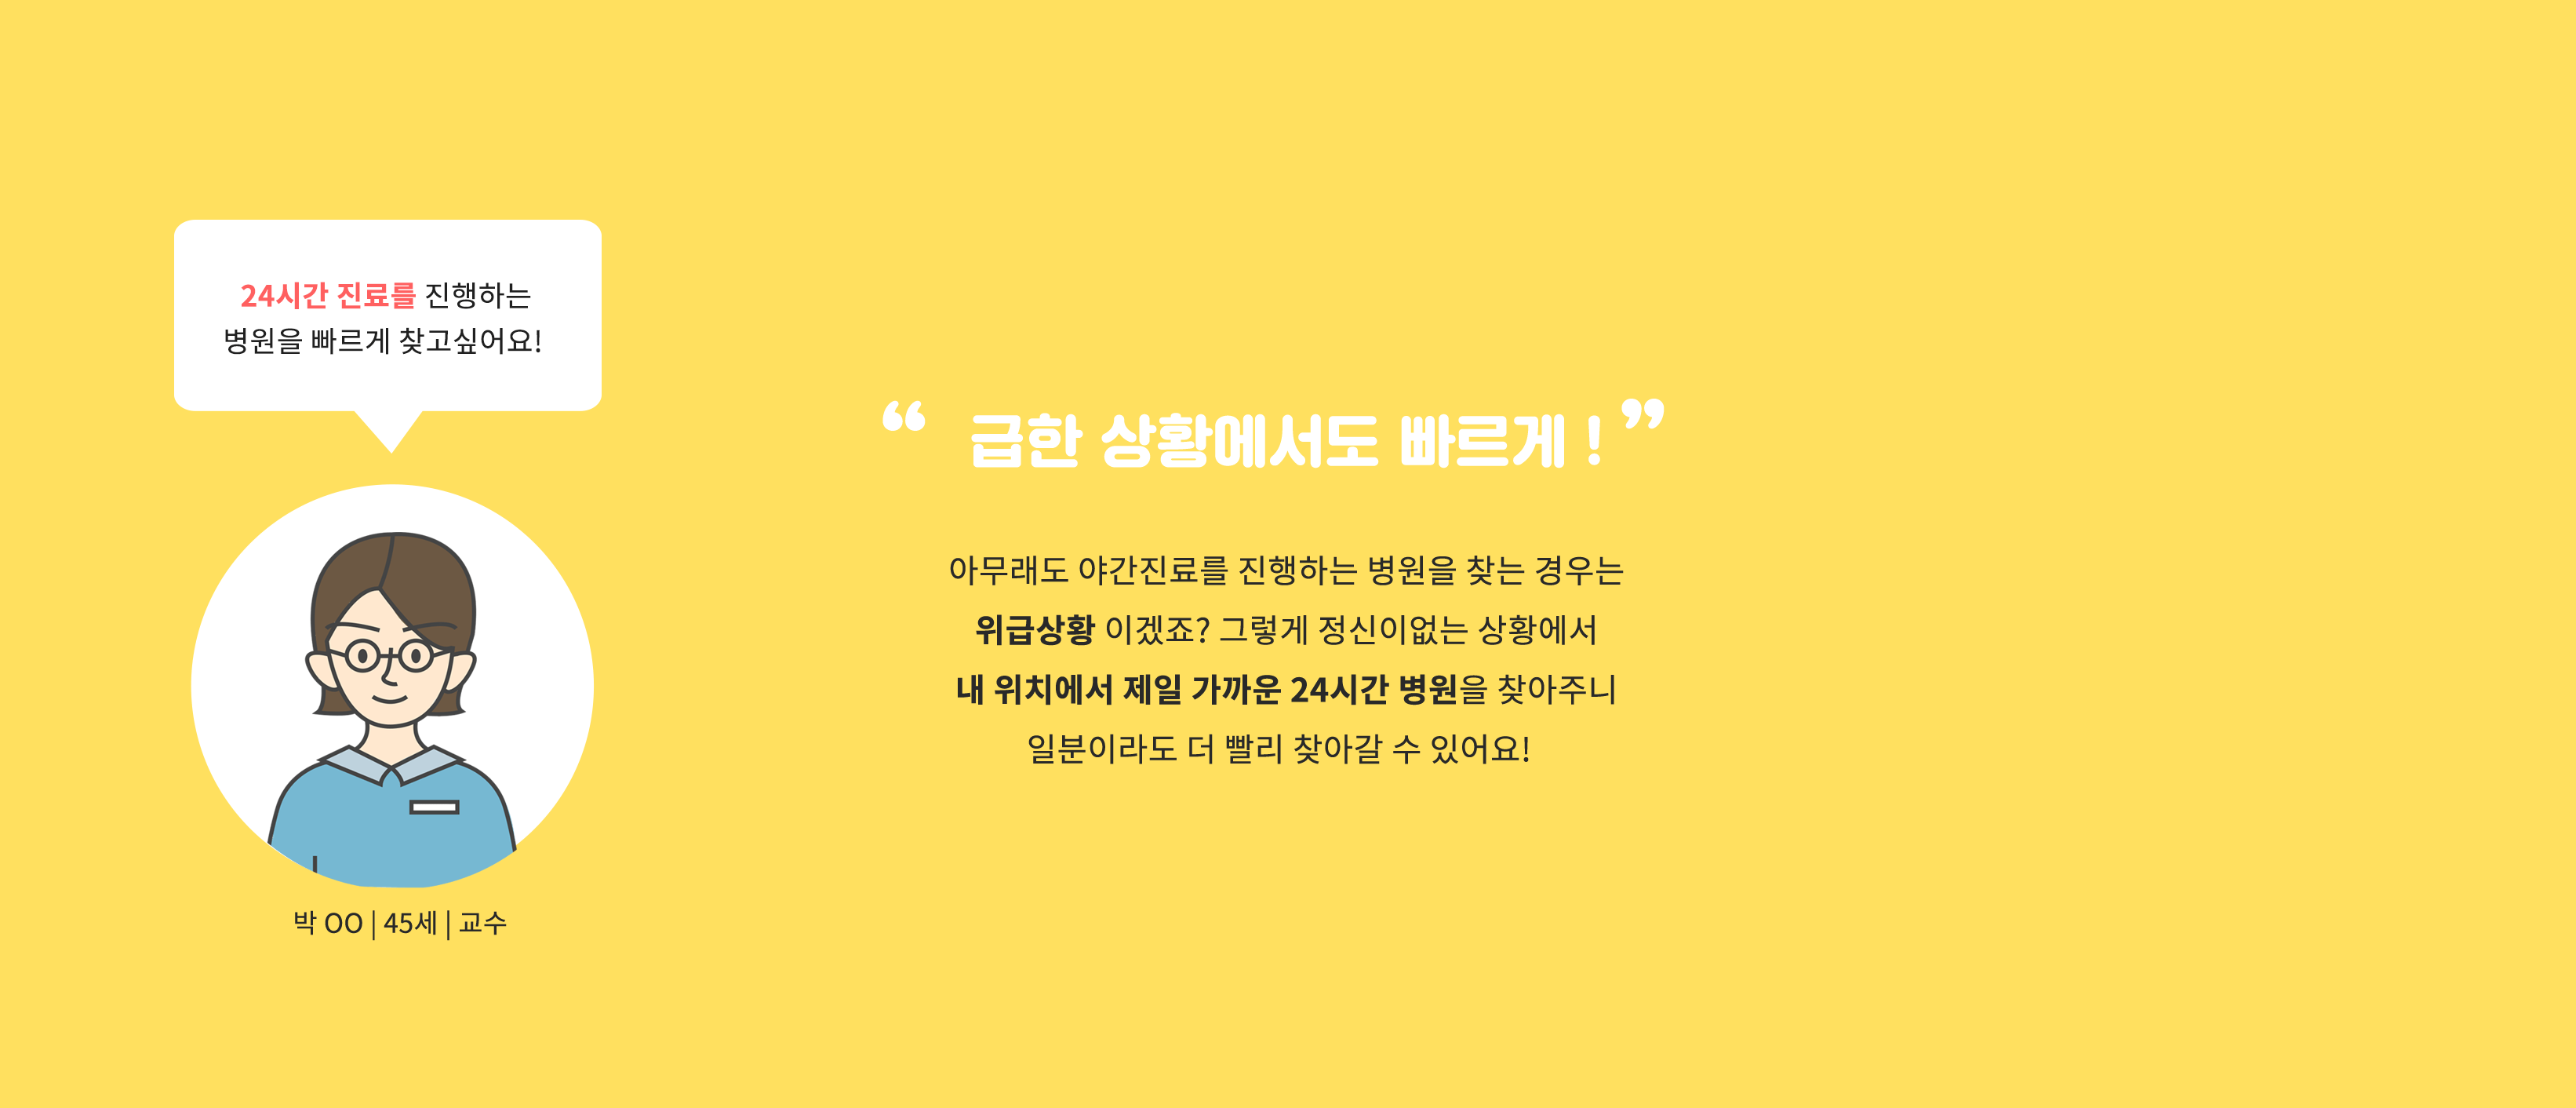 24시간 진료를 진행하는
병원을 빠르게 찾고싶어요!
박 OO | 45세 | 교수
“ 급한 상황에서도 빠르게 ! ”
아무래도 야간진료를 진행하는 병원을 찾는 경우는
위급상황 이겠죠? 그렇게 정신이없는 상황에서
내 위치에서 제일 가까운 24시간 병원을 찾아주니
일분이라도 더 빨리 찾아갈 수 있어요!